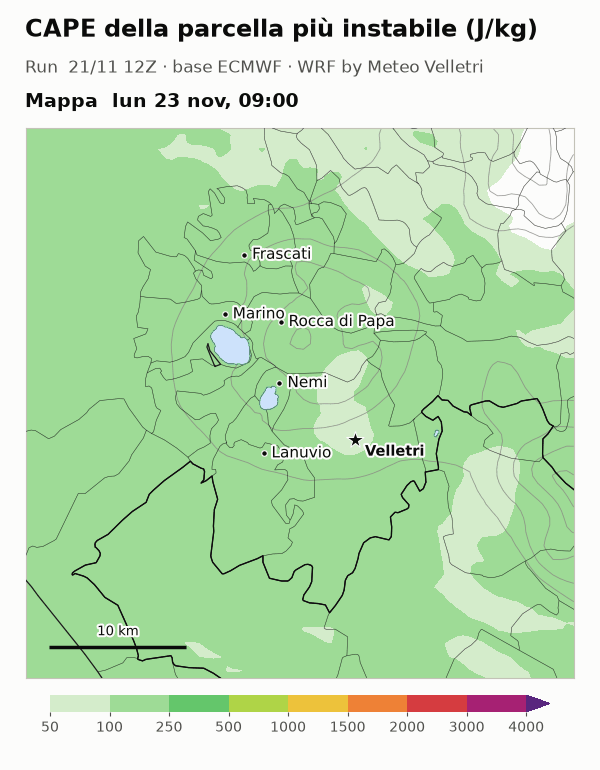 CAPE della parcella più instabile (J/kg)
Run 21/11 12Z · base ECMWF · WRF by Meteo Velletri
Mappa lun 23 nov, 09:00
Frascati
Marino
Rocca di Papa
Nemi
Velletri
Lanuvio
10 km
50 100 250 500 1000 1500 2000 3000 4000